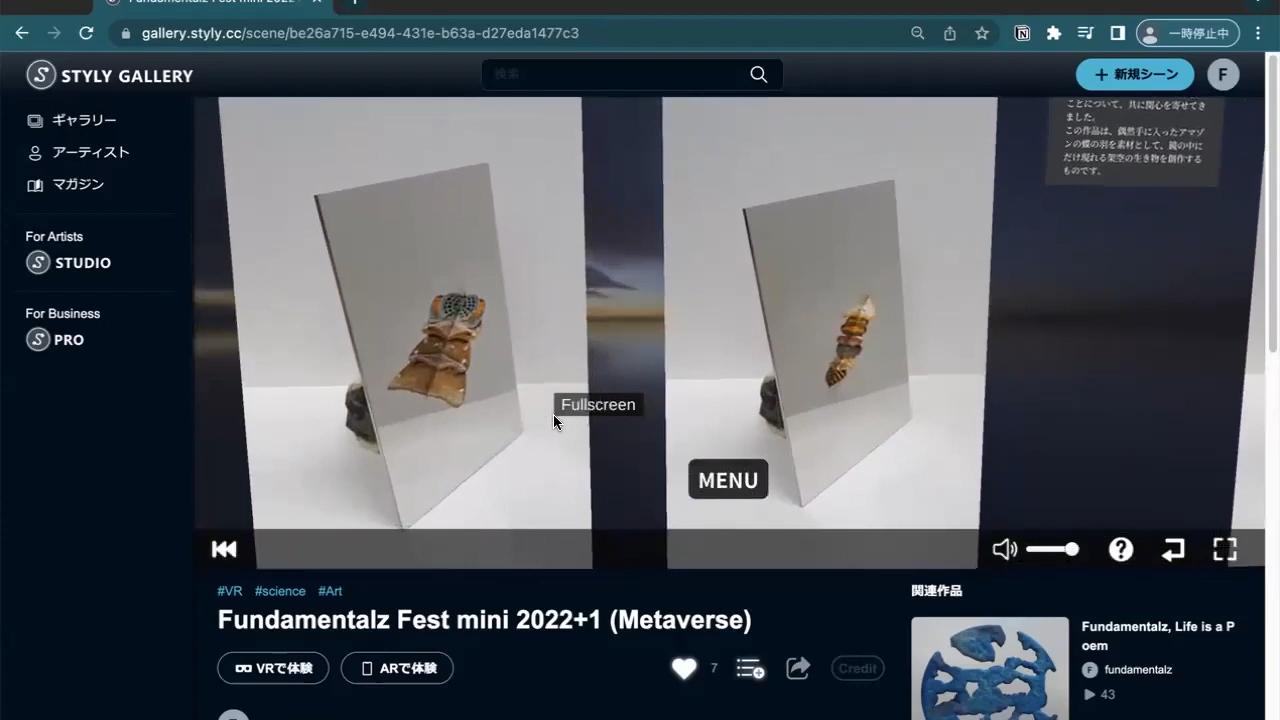 Fundamentalz Fest mini 2022
gallery.styly.cc/scene/be26a715-e494-431e-b63a-d27eda1477c3
一時停止中
STYLY GALLERY
検索
新規シーン
F
ギャラリー
アーティスト
マガジン
For Artists
STUDIO
For Business
PRO
ことについて、共に関心を寄せてき
ました。
この作品は、偶然手に入ったアマゾ
ンの蝶の羽を素材として、鏡の中に
だけ現れる架空の生き物を創作する
ものです。
Fullscreen
MENU
#VR #science #Art
Fundamentalz Fest mini 2022+1 (Metaverse)
VRで体験
ARで体験
7
Credit
関連作品
Fundamentalz, Life is a P
oem
F fundamentalz
43